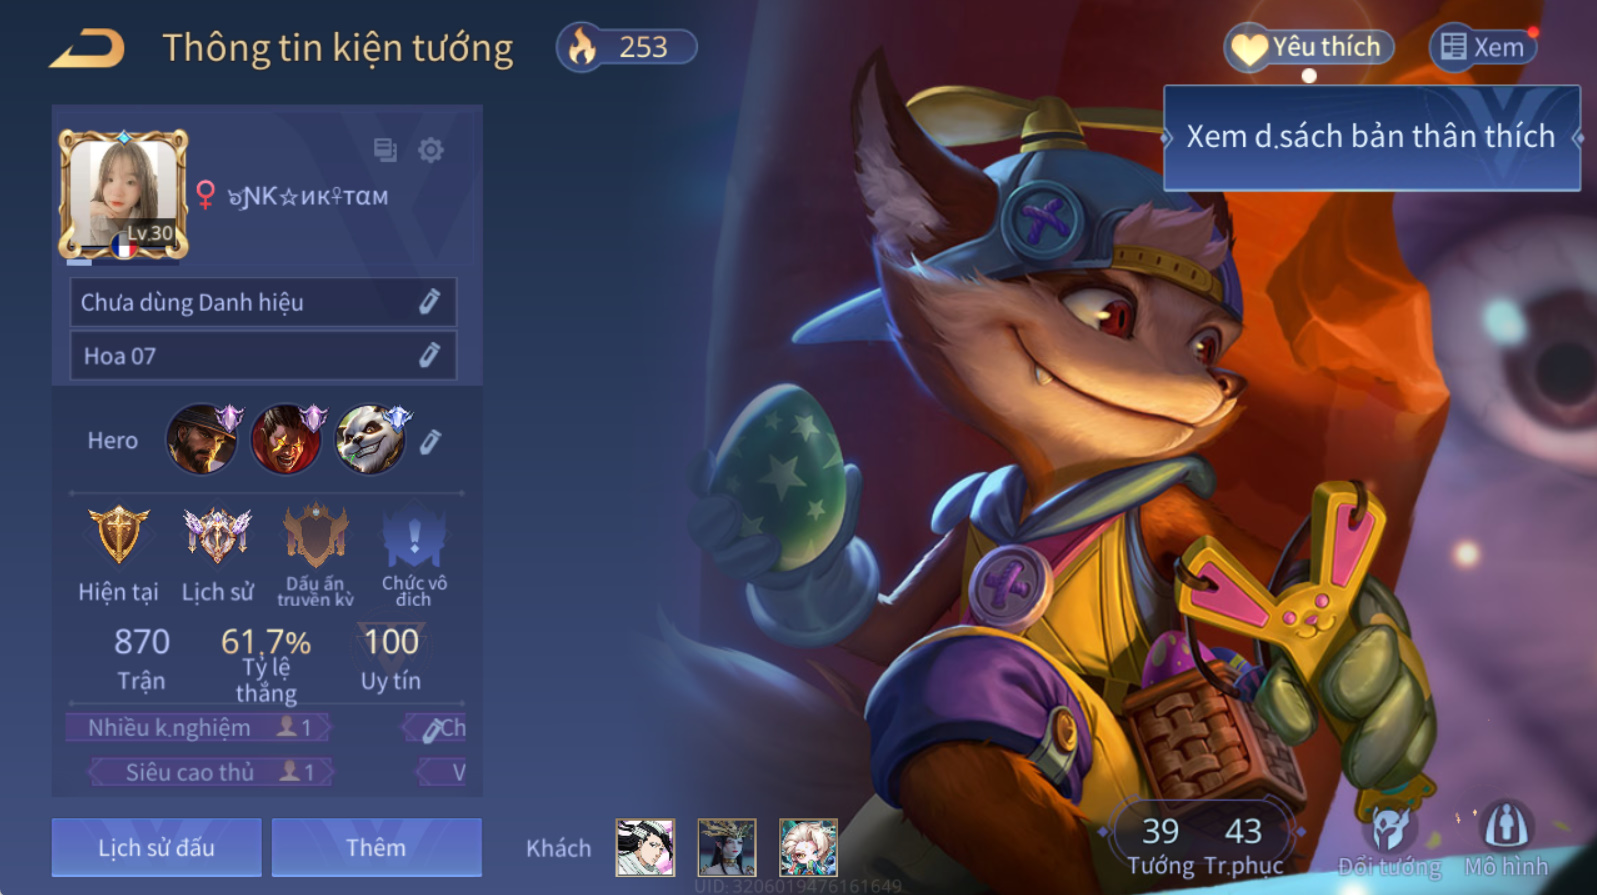 Thông tin kiện tướng
253
Yêu thích
Xem
Xem d.sách bản thân thích
Lv.30
NK☆ик♀тαм
Chưa dùng Danh hiệu
Hoa 07
Hero
Hiện tại
Lịch sử
Dấu ấn
truyền kỳ
Chức vô
địch
870
61.7%
100
Trận
Tỷ lệ
thắng
Uy tín
Nhiều k.nghiệm 1
Ch
Siêu cao thủ 1
V
Lịch sử đấu
Thêm
Khách
39
43
Tướng
Tr.phục
Đổi tướng
Mô hình
UID: 3206019476161649